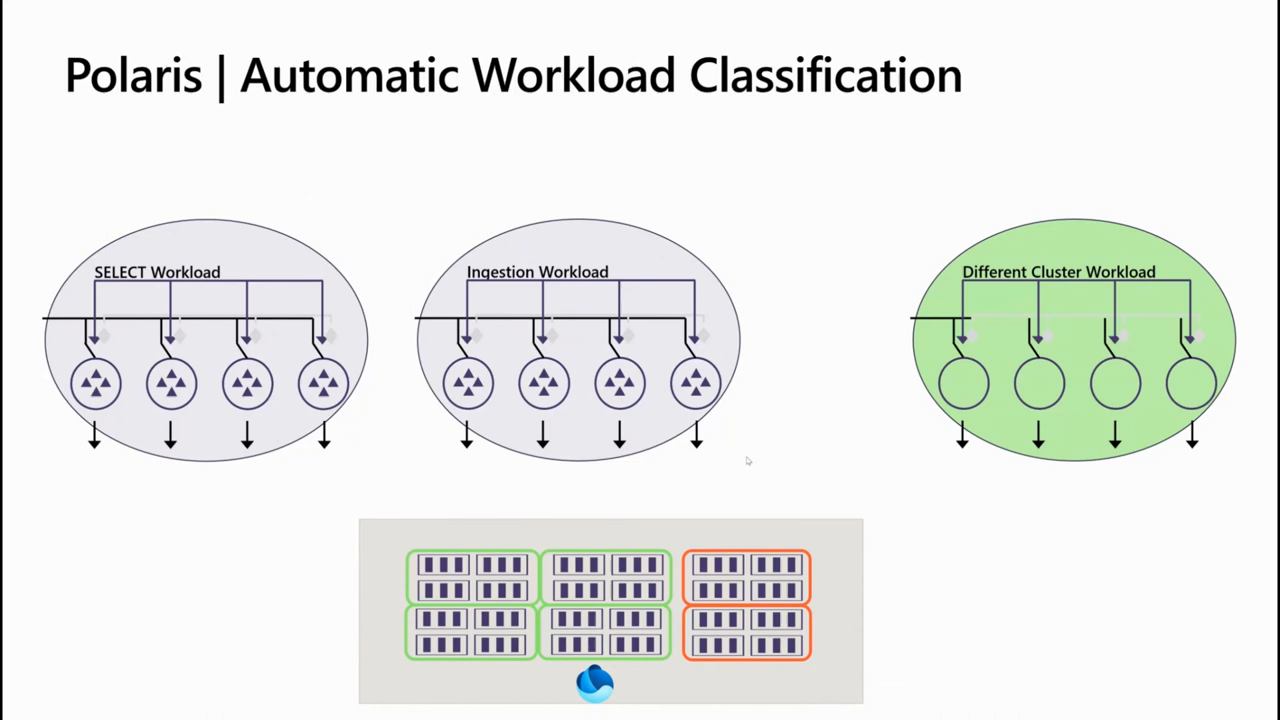 Polaris | Automatic Workload Classification
SELECT Workload
Ingestion Workload
Different Cluster Workload